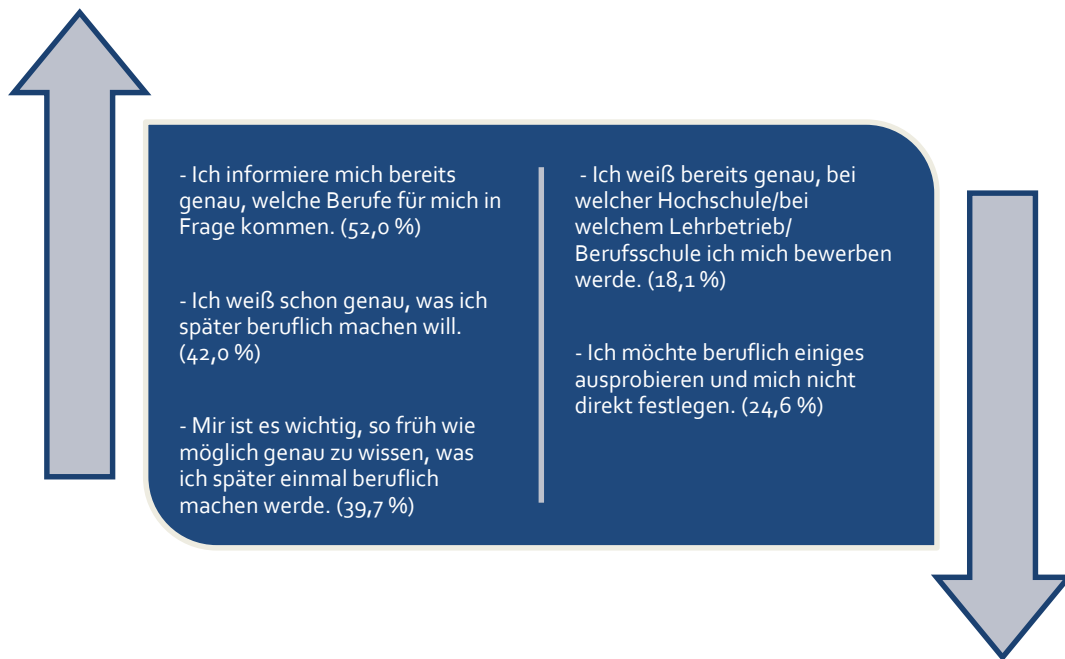 - Ich informiere mich bereits
genau, welche Berufe für mich in
Frage kommen. (52,0 %)
- Ich weiß schon genau, was ich
später beruflich machen will.
(42,0 %)
- Mir ist es wichtig, so früh wie
möglich genau zu wissen, was
ich später einmal beruflich
machen werde. (39,7 %)
- Ich weiß bereits genau, bei
welcher Hochschule/bei
welchem Lehrbetrieb/
Berufsschule ich mich bewerben
werde. (18,1 %)
- Ich möchte beruflich einiges
ausprobieren und mich nicht
direkt festlegen. (24,6 %)